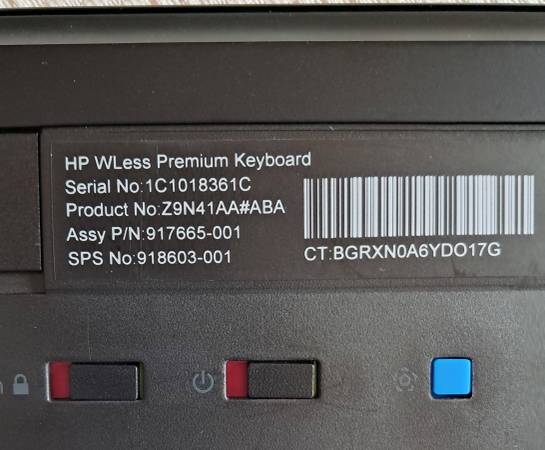 HP WLess Premium Keyboard
Serial No:1C1018361C
Product No:Z9N41AA#ABA
Assy P/N:917665-001
SPS No:918603-001
CT:BGRXN0A6YDO17G